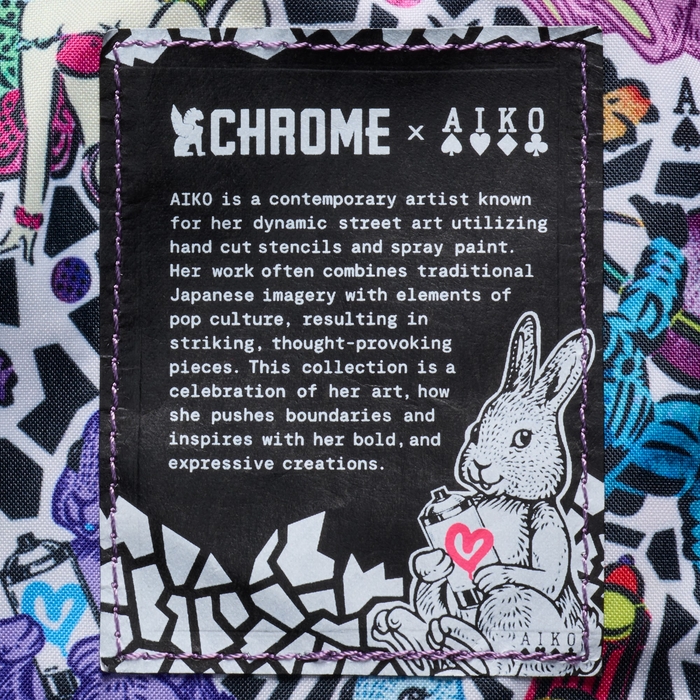 CHROME × AIKO
AIKO is a contemporary artist known
for her dynamic street art utilizing
hand cut stencils and spray paint.
Her work often combines traditional
Japanese imagery with elements of
pop culture, resulting in
striking, thought-provoking
pieces. This collection is a
celebration of her art, how
she pushes boundaries and
inspires with her bold, and
expressive creations.
AIKO
A